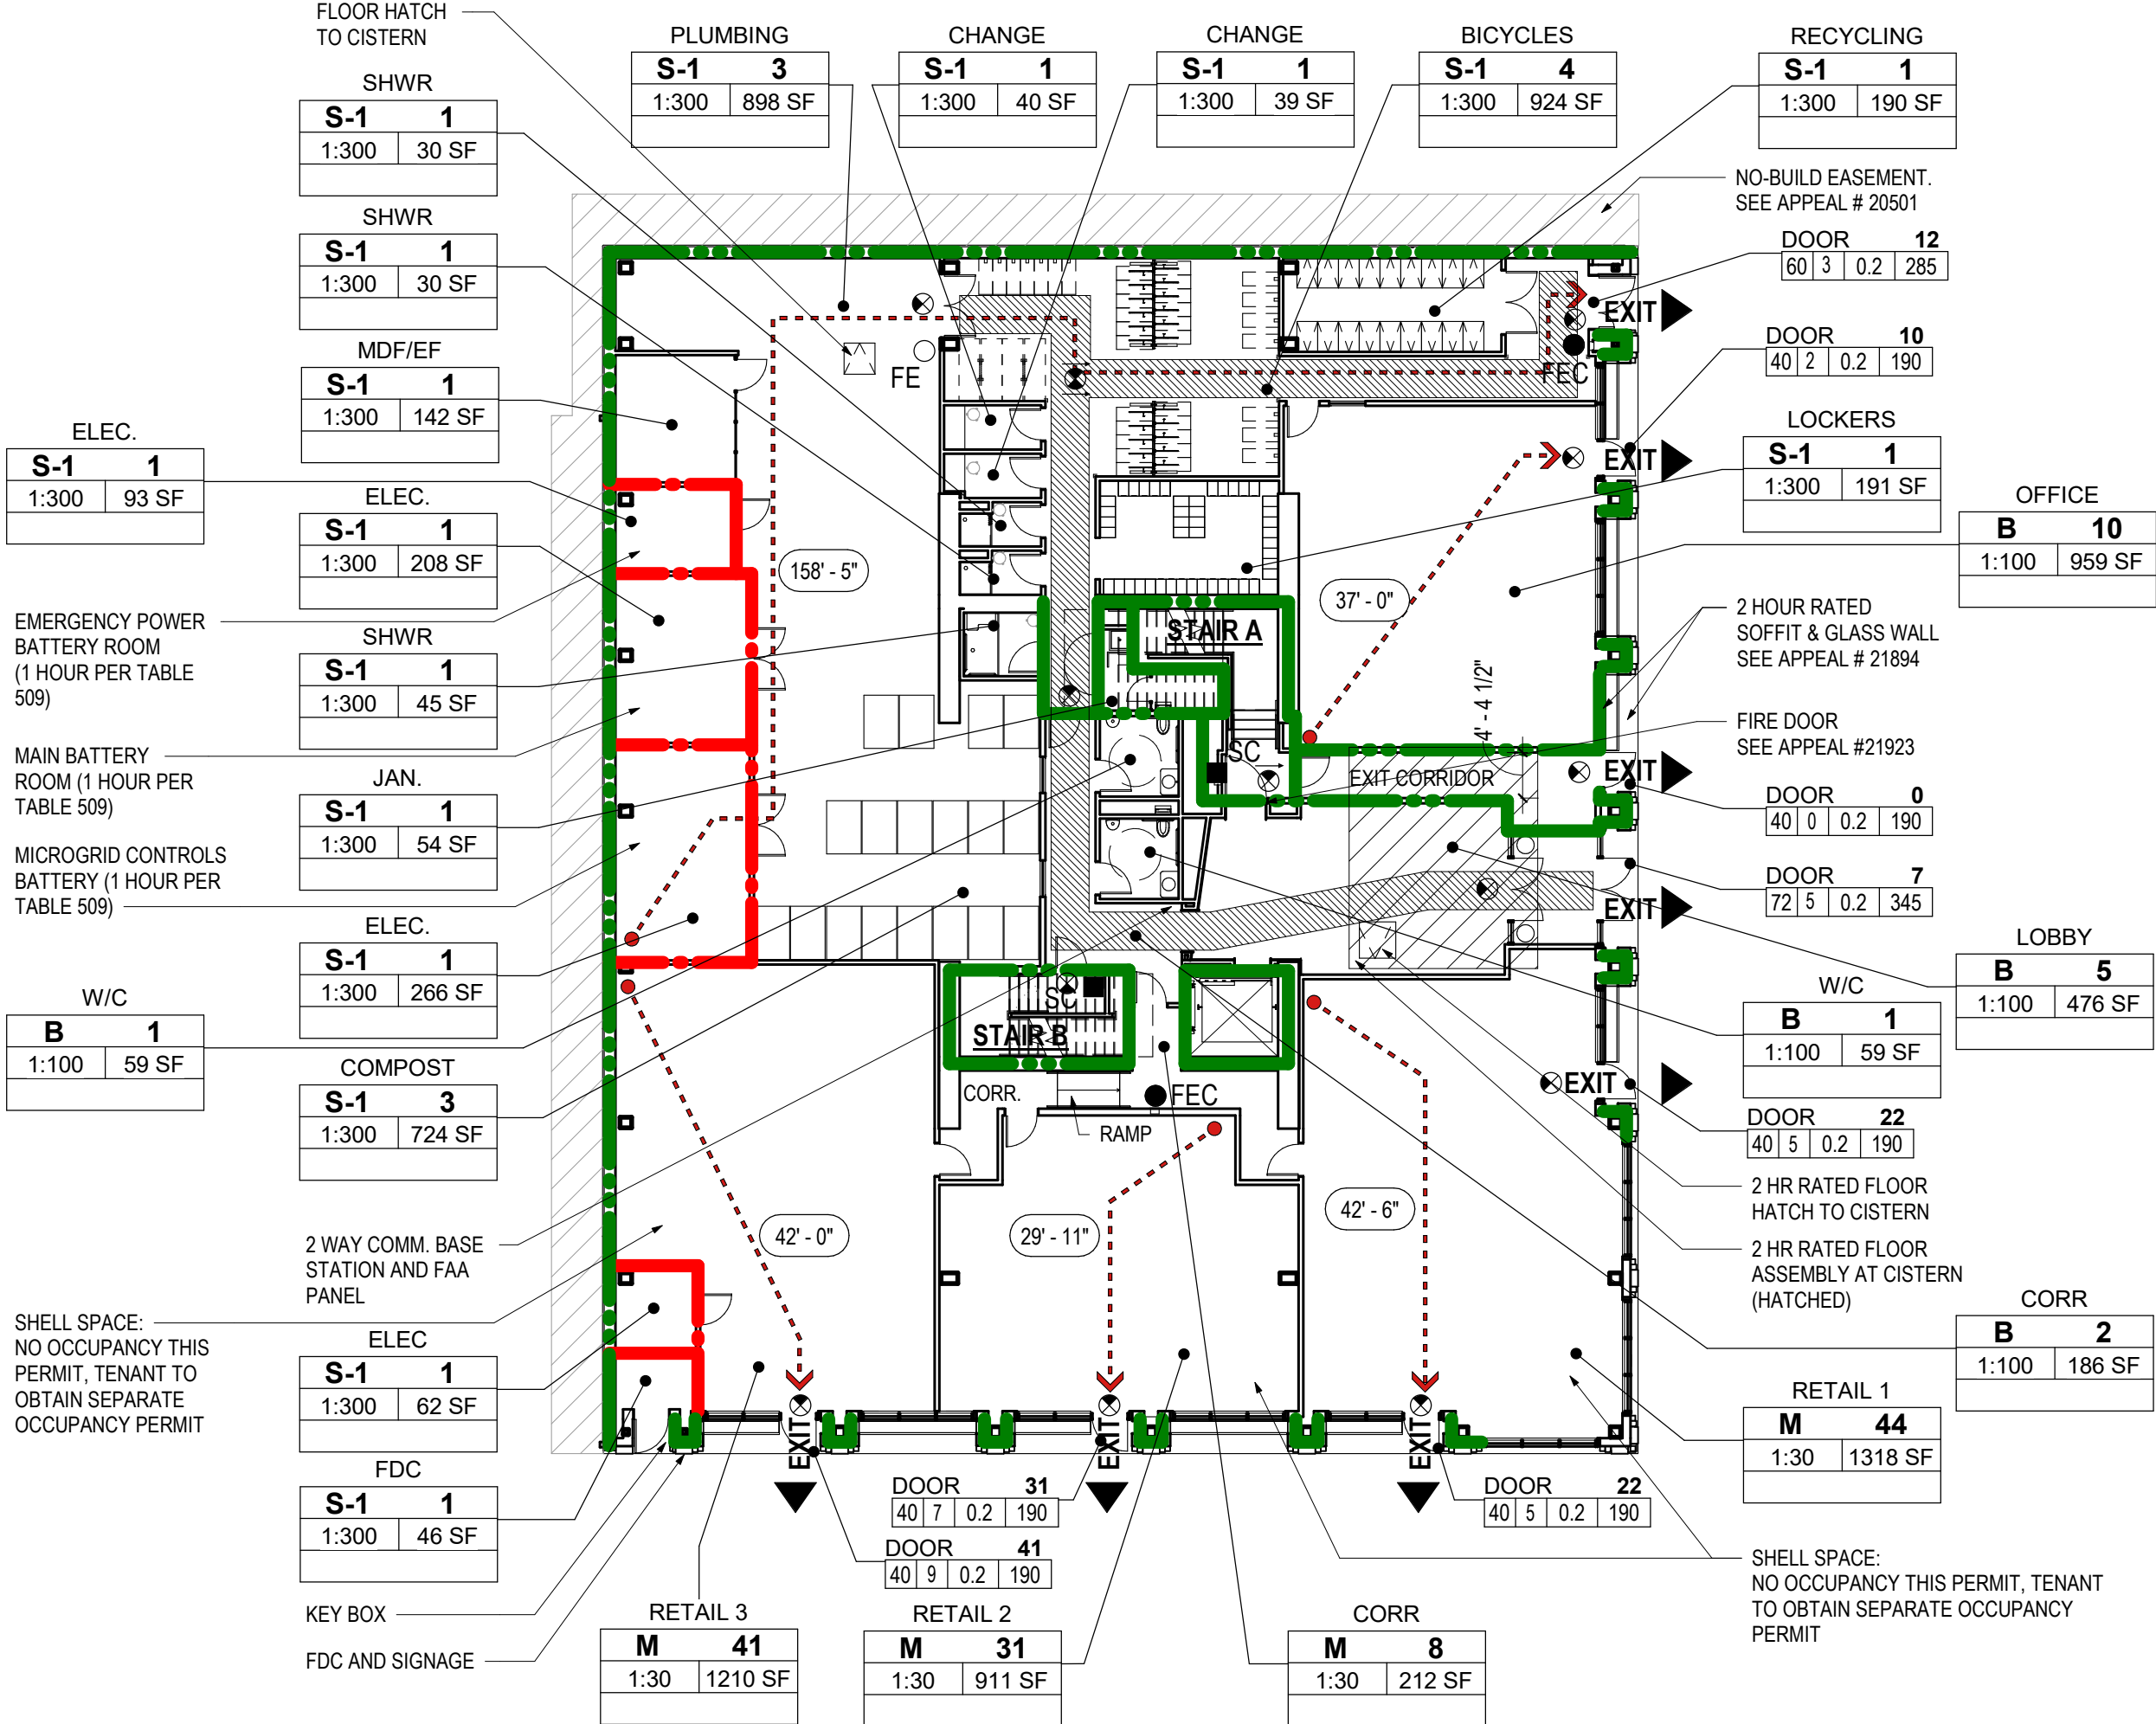 FLOOR HATCH
TO CISTERN
PLUMBING
S-1 3
1:300 898 SF
CHANGE
S-1 1
1:300 40 SF
CHANGE
S-1 1
1:300 39 SF
BICYCLES
S-1 4
1:300 924 SF
RECYCLING
S-1 1
1:300 190 SF
SHWR
S-1 1
1:300 30 SF
SHWR
S-1 1
1:300 30 SF
MDF/EF
S-1 1
1:300 142 SF
ELEC.
S-1 1
1:300 93 SF
ELEC.
S-1 1
1:300 208 SF
EMERGENCY POWER
BATTERY ROOM
(1 HOUR PER TABLE
509)
SHWR
S-1 1
1:300 45 SF
MAIN BATTERY
ROOM (1 HOUR PER
TABLE 509)
JAN.
S-1 1
1:300 54 SF
MICROGRID CONTROLS
BATTERY (1 HOUR PER
TABLE 509)
ELEC.
S-1 1
1:300 266 SF
W/C
B 1
1:100 59 SF
COMPOST
S-1 3
1:300 724 SF
2 WAY COMM. BASE
STATION AND FAA
PANEL
SHELL SPACE:
NO OCCUPANCY THIS
PERMIT, TENANT TO
OBTAIN SEPARATE
OCCUPANCY PERMIT
ELEC
S-1 1
1:300 62 SF
FDC
S-1 1
1:300 46 SF
KEY BOX
FDC AND SIGNAGE
NO-BUILD EASEMENT.
SEE APPEAL # 20501
DOOR 12
60 3 0.2 285
EXIT
DOOR 10
40 2 0.2 190
EXIT
LOCKERS
S-1 1
1:300 191 SF
OFFICE
B 10
1:100 959 SF
2 HOUR RATED
SOFFIT & GLASS WALL
SEE APPEAL # 21894
FIRE DOOR
SEE APPEAL #21923
EXIT
DOOR 0
40 0 0.2 190
DOOR 7
72 5 0.2 345
EXIT
LOBBY
B 5
1:100 476 SF
W/C
B 1
1:100 59 SF
EXIT
DOOR 22
40 5 0.2 190
2 HR RATED FLOOR
HATCH TO CISTERN
2 HR RATED FLOOR
ASSEMBLY AT CISTERN
(HATCHED)
CORR
B 2
1:100 186 SF
RETAIL 1
M 44
1:30 1318 SF
SHELL SPACE:
NO OCCUPANCY THIS PERMIT, TENANT
TO OBTAIN SEPARATE OCCUPANCY
PERMIT
FE
FEC
158' - 5"
37' - 0"
STAIR A
4' - 4 1/2"
SC
EXIT CORRIDOR
SC
STAIR B
CORR.
FEC
RAMP
42' - 0"
29' - 11"
42' - 6"
EXIT
EXIT
EXIT
DOOR 31
40 7 0.2 190
DOOR 41
40 9 0.2 190
DOOR 22
40 5 0.2 190
RETAIL 3
M 41
1:30 1210 SF
RETAIL 2
M 31
1:30 911 SF
CORR
M 8
1:30 212 SF